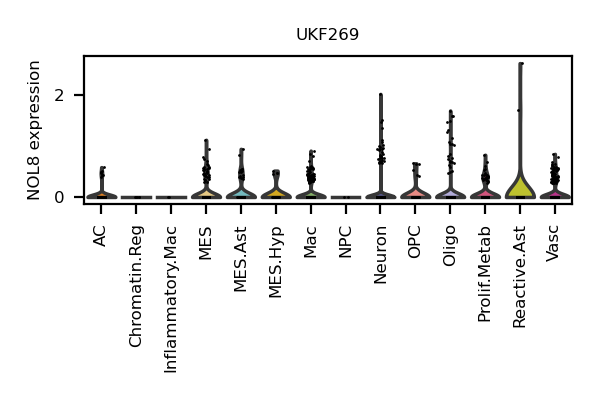 UKF269
NOL8 expression
2
0
AC
Chromatin.Reg
Inflammatory.Mac
MES
MES.Ast
MES.Hyp
Mac
NPC
Neuron
OPC
Oligo
Prolif.Metab
Reactive.Ast
Vasc